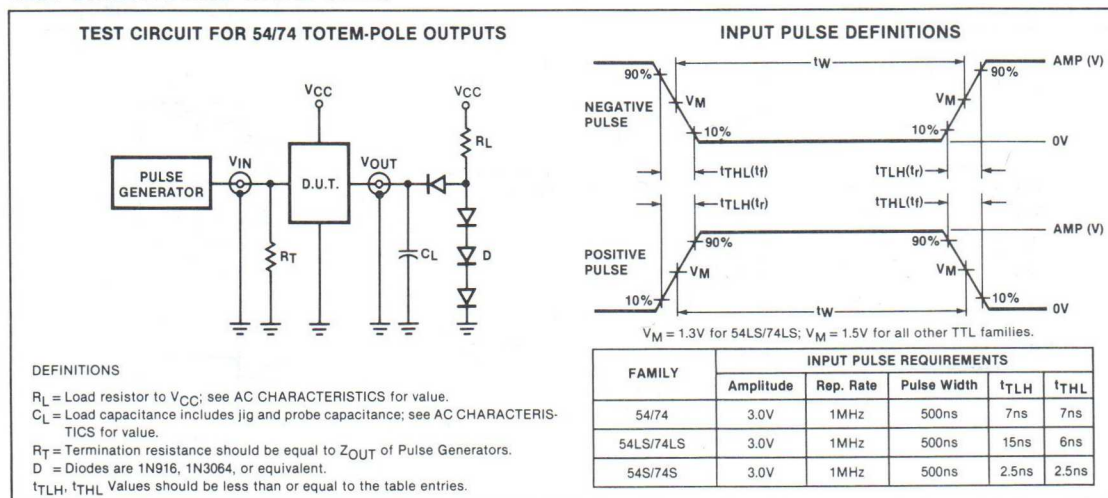 TEST CIRCUIT FOR 54/74 TOTEM-POLE OUTPUTS
VCC
VCC
RL
PULSE
GENERATOR
VIN
D.U.T.
VOUT
RT
CL
D
DEFINITIONS
RL = Load resistor to VCC; see AC CHARACTERISTICS for value.
CL = Load capacitance includes jig and probe capacitance; see AC CHARACTERIS-
TICS for value.
RT = Termination resistance should be equal to ZOUT of Pulse Generators.
D = Diodes are 1N916, 1N3064, or equivalent.
tTLH, tTHL Values should be less than or equal to the table entries.
INPUT PULSE DEFINITIONS
90% tW 90% AMP (V)
NEGATIVE
PULSE
VM VM
10% 10% 0V
tTHL(tf) tTLH(tr)
tTLH(tr) tTHL(tf)
90% 90% AMP (V)
POSITIVE
PULSE
VM VM
10% tW 10% 0V
VM = 1.3V for 54LS/74LS; VM = 1.5V for all other TTL families.
FAMILY INPUT PULSE REQUIREMENTS
Amplitude Rep. Rate Pulse Width tTLH tTHL
54/74 3.0V 1MHz 500ns 7ns 7ns
54LS/74LS 3.0V 1MHz 500ns 15ns 6ns
54S/74S 3.0V 1MHz 500ns 2.5ns 2.5ns